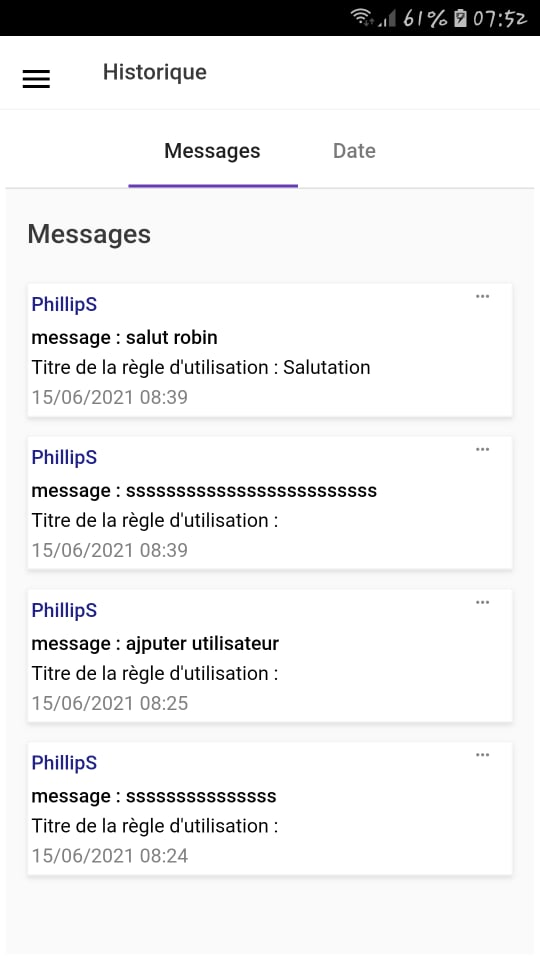 61% 07:52
Historique
Messages Date
Messages
PhillipS
message : salut robin
Titre de la règle d'utilisation : Salutation
15/06/2021 08:39
PhillipS
message : sssssssssssssssssssssssss
Titre de la règle d'utilisation :
15/06/2021 08:39
PhillipS
message : ajputer utilisateur
Titre de la règle d'utilisation :
15/06/2021 08:25
PhillipS
message : sssssssssssssss
Titre de la règle d'utilisation :
15/06/2021 08:24